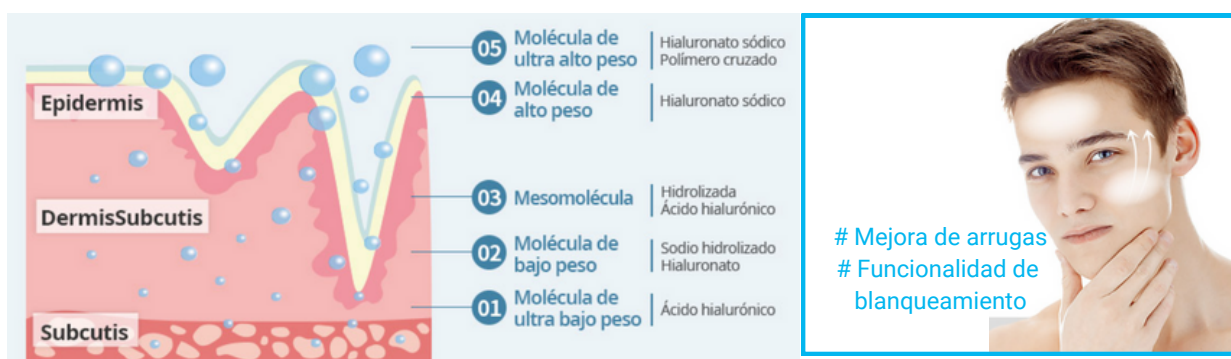 Epidermis
DermisSubcutis
Subcutis
05 Molécula de
ultra alto peso
Hialuronato sódico
Polímero cruzado
04 Molécula de
alto peso
Hialuronato sódico
03 Mesomolécula
Hidrolizada
Ácido hialurónico
02 Molécula de
bajo peso
Sodio hidrolizado
Hialuronato
01 Molécula de
ultra bajo peso
Ácido hialurónico
# Mejora de arrugas
# Funcionalidad de
blanqueamiento